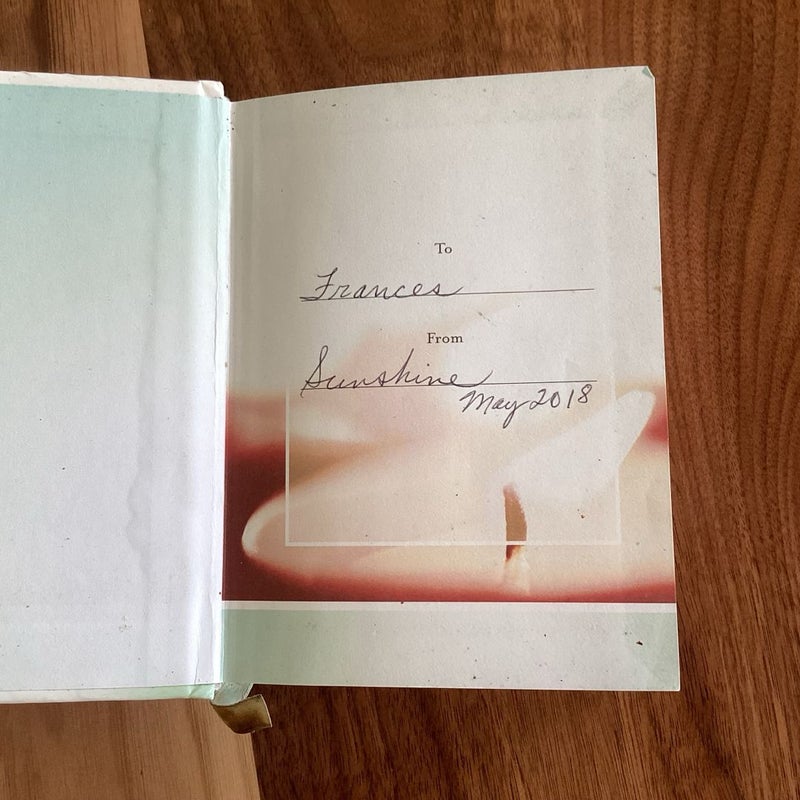 To
Frances
From
Sunshine
May 2018